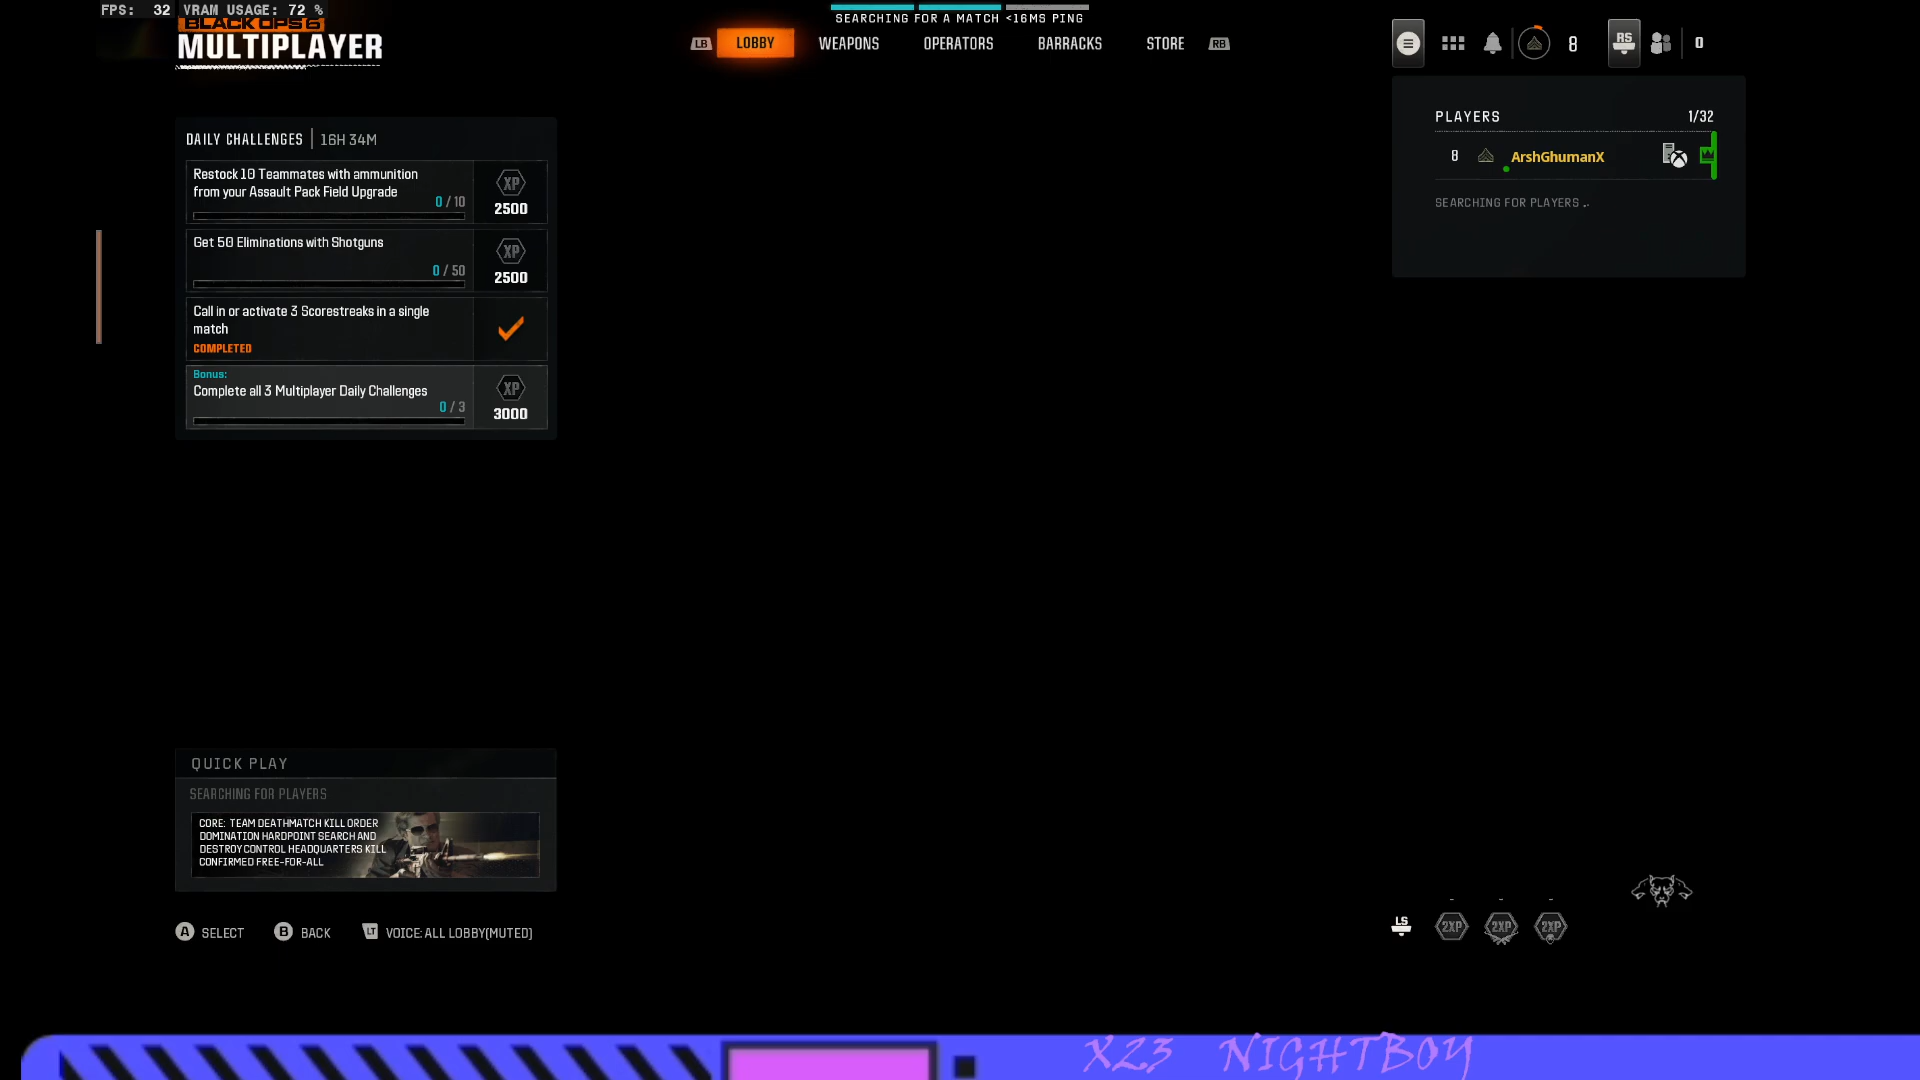 FPS: 32 VRAM USAGE: 72 %
BLACK OPS 6
MULTIPLAYER
SEARCHING FOR A MATCH <16MS PING
LB LOBBY WEAPONS OPERATORS BARRACKS STORE RB
8 RS 0
PLAYERS 1/32
8 ArshGhumanX
SEARCHING FOR PLAYERS ..
DAILY CHALLENGES | 16H 34M
Restock 10 Teammates with ammunition
from your Assault Pack Field Upgrade
0 / 10
XP
2500
Get 50 Eliminations with Shotguns
0 / 50
XP
2500
Call in or activate 3 Scorestreaks in a single
match
COMPLETED
Bonus:
Complete all 3 Multiplayer Daily Challenges
0 / 3
XP
3000
QUICK PLAY
SEARCHING FOR PLAYERS
CORE: TEAM DEATHMATCH KILL ORDER
DOMINATION HARDPOINT SEARCH AND
DESTROY CONTROL HEADQUARTERS KILL
CONFIRMED FREE-FOR-ALL
A SELECT B BACK LT VOICE: ALL LOBBY(MUTED)
LS 2XP 2XP 2XP
X23 NIGHTBOY